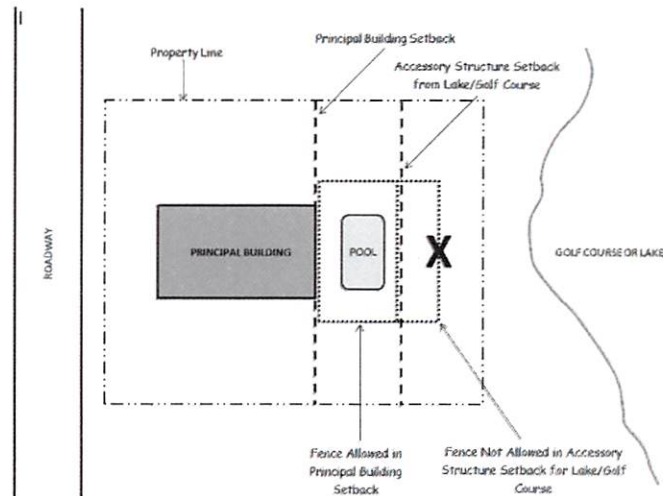 Principal Building Setback
Property Line
Accessory Structure Setback
from Lake/Golf Course
ROADWAY
PRINCIPAL BUILDING
POOL
X
GOLF COURSE OR LAKE
Fence Allowed in
Principal Building
Setback
Fence Not Allowed in Accessory
Structure Setback for Lake/Golf
Course